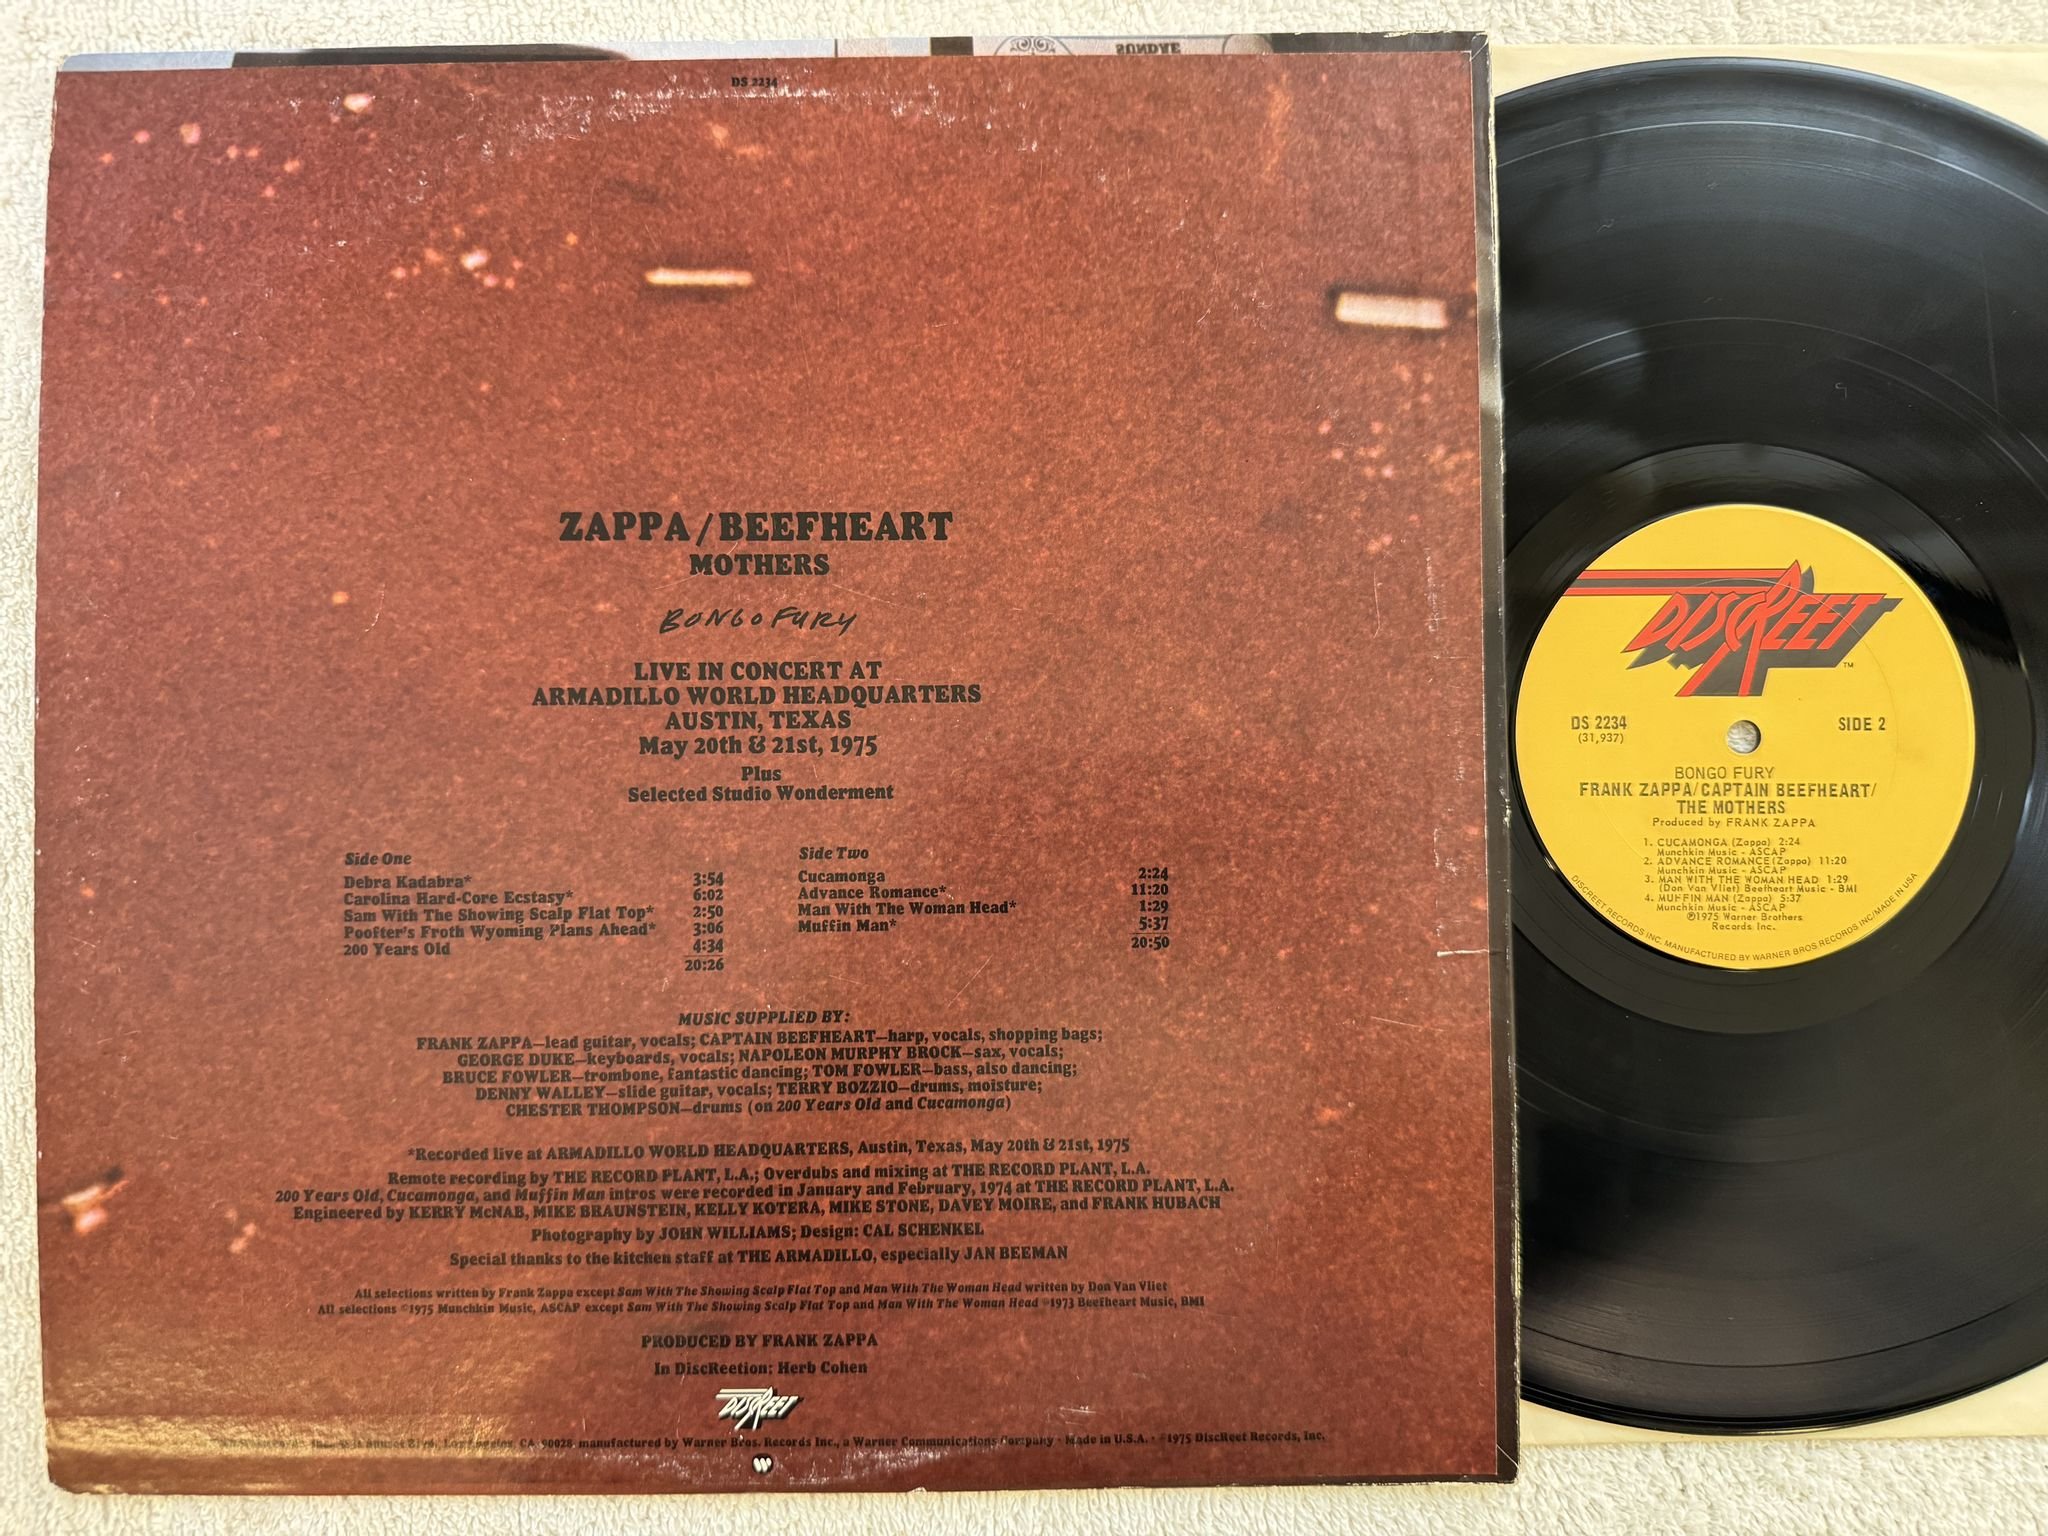 SUNDAE
DS 2234
ZAPPA/BEEFHEART
MOTHERS
BONGO FURY
LIVE IN CONCERT AT
ARMADILLO WORLD HEADQUARTERS
AUSTIN, TEXAS
May 20th & 21st, 1975
Plus
Selected Studio Wonderment
Side One
Debra Kadabra* 3:54
Carolina Hard-Core Ecstasy* 6:02
Sam With The Showing Scalp Flat Top* 2:50
Poofter's Froth Wyoming Plans Ahead* 3:06
200 Years Old 4:34
20:26
Side Two
Cucamonga 2:24
Advance Romance* 11:20
Man With The Woman Head* 1:29
Muffin Man* 5:37
20:50
MUSIC SUPPLIED BY:
FRANK ZAPPA—lead guitar, vocals; CAPTAIN BEEFHEART—harp, vocals, shopping bags;
GEORGE DUKE—keyboards, vocals; NAPOLEON MURPHY BROCK—sax, vocals;
BRUCE FOWLER—trombone, fantastic dancing; TOM FOWLER—bass, also dancing;
DENNY WALLEY—slide guitar, vocals; TERRY BOZZIO—drums, moisture;
CHESTER THOMPSON—drums (on 200 Years Old and Cucamonga)
*Recorded live at ARMADILLO WORLD HEADQUARTERS, Austin, Texas, May 20th & 21st, 1975
Remote recording by THE RECORD PLANT, L.A.; Overdubs and mixing at THE RECORD PLANT, L.A.
200 Years Old, Cucamonga, and Muffin Man intros were recorded in January and February, 1974 at THE RECORD PLANT, L.A.
Engineered by KERRY McNAB, MIKE BRAUNSTEIN, KELLY KOTERA, MIKE STONE, DAVEY MOIRE, and FRANK HUBACH
Photography by JOHN WILLIAMS; Design: CAL SCHENKEL
Special thanks to the kitchen staff at THE ARMADILLO, especially JAN BEEMAN
All selections written by Frank Zappa except Sam With The Showing Scalp Flat Top and Man With The Woman Head written by Don Van Vliet
All selections ©1975 Munchkin Music, ASCAP except Sam With The Showing Scalp Flat Top and Man With The Woman Head ©1973 Beefheart Music, BMI
PRODUCED BY FRANK ZAPPA
In DiscReetion: Herb Cohen
DISCREET
Sunset Blvd., Los Angeles, CA 90028 manufactured by Warner Bros. Records Inc., a Warner Communications Company · Made in U.S.A. · ©1975 DiscReet Records, Inc.
DISCREET
TM
DS 2234
(31,937)
SIDE 2
BONGO FURY
FRANK ZAPPA/CAPTAIN BEEFHEART/
THE MOTHERS
Produced by FRANK ZAPPA
1. CUCAMONGA (Zappa) 2:24
Munchkin Music - ASCAP
2. ADVANCE ROMANCE (Zappa) 11:20
Munchkin Music - ASCAP
3. MAN WITH THE WOMAN HEAD 1:29
(Don Van Vliet) Beefheart Music - BMI
4. MUFFIN MAN (Zappa) 5:37
Munchkin Music - ASCAP
℗1975 Warner Brothers
Records Inc.
DISCREET RECORDS INC. MANUFACTURED BY WARNER BROS. RECORDS INC./MADE IN USA